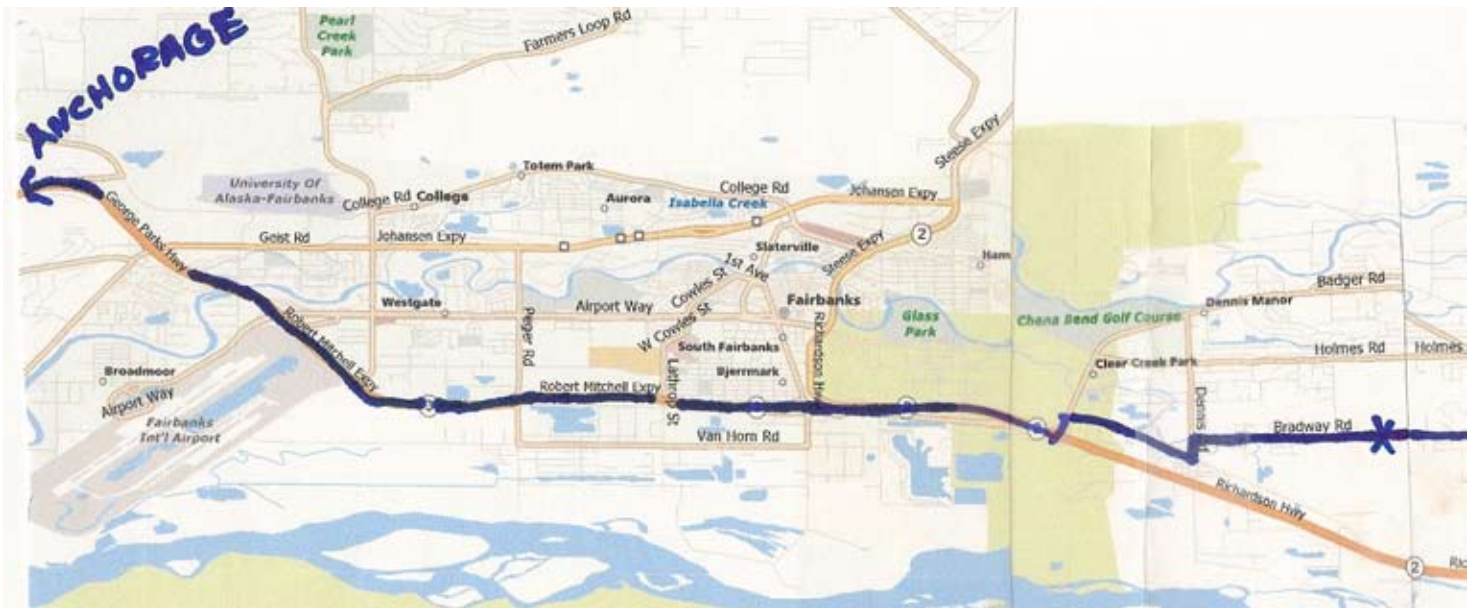 ANCHORAGE
Pearl
Creek
Park
Farmers Loop Rd
Steese Expy
University Of
Alaska-Fairbanks
Totem Park
College Rd
College
College Rd
Aurora
Isabella Creek
Johanson Expy
George Parks Hwy
Geist Rd
Johansen Expy
Slaterville
Steese Expy
2
Ham
1st Ave
Cowles St
Westgate
Airport Way
Fairbanks
W Cowles St
Glass
Park
Chena Bend Golf Course
Dennis Manor
Badger Rd
Robert Mitchell Expy
Peger Rd
South Fairbanks
Richardson Hwy
Clear Creek Park
Holmes Rd
Holmes
Broadmoor
Airport Way
Bjerrmark
Robert Mitchell Expy
Lathrop St
Van Horn Rd
Fairbanks
Int'l Airport
Dennis Rd
Bradway Rd
X
Richardson Hwy
2
Ric